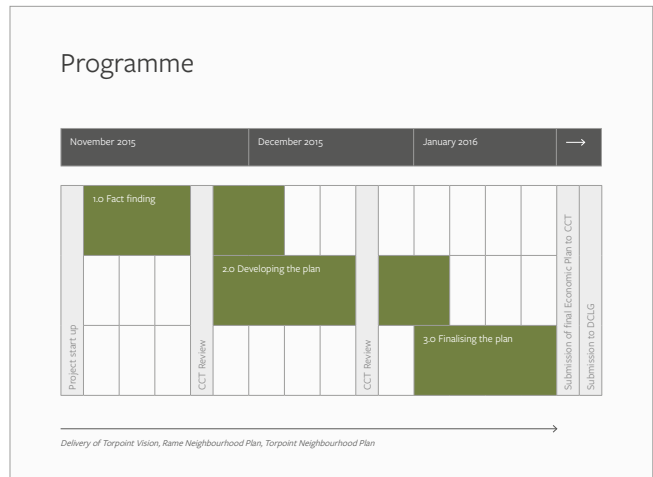 Programme
November 2015
December 2015
January 2016
→
1.0 Fact finding
2.0 Developing the plan
3.0 Finalising the plan
Project start up
CCT Review
CCT Review
Submission of final Economic Plan to CCT
Submission to DCLG
Delivery of Torpoint Vision, Rame Neighbourhood Plan, Torpoint Neighbourhood Plan